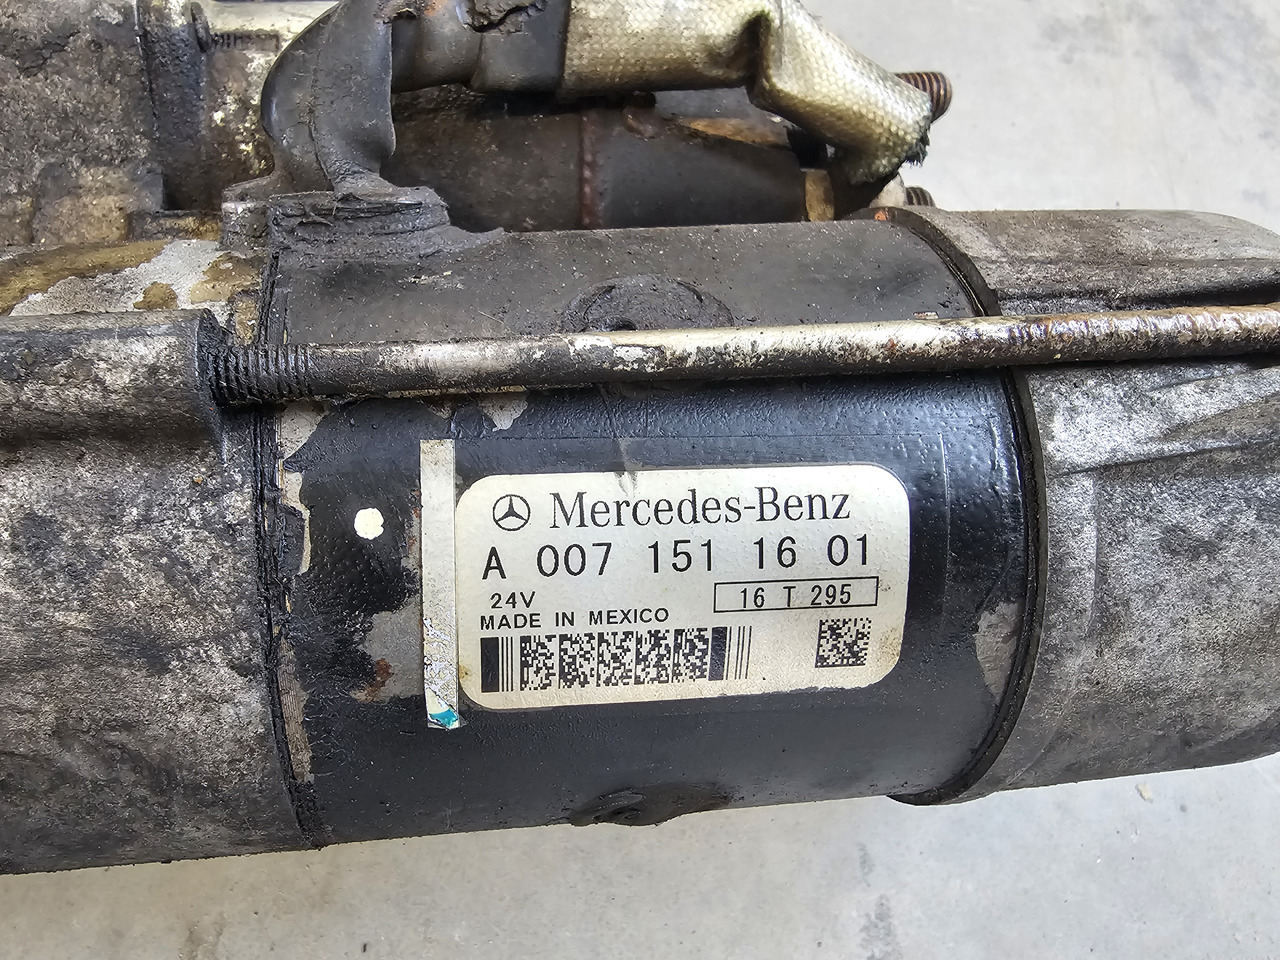 Mercedes-Benz
A 007 151 16 01
24V 16 T 295
MADE IN MEXICO